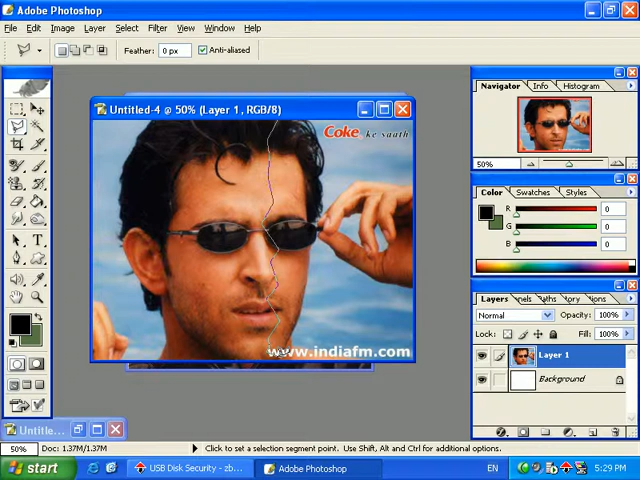 Adobe Photoshop
File Edit Image Layer Select Filter View Window Help
Feather: 0 px Anti-aliased
Untitled-4 @ 50% (Layer 1, RGB/8)
Coke ke saath
www.indiafm.com
Navigator Info Histogram
50%
Color Swatches Styles
R 0
G 0
B 0
Layers nnels Paths tory ctions
Normal Opacity: 100%
Lock: Fill: 100%
Layer 1
Background
Untitle...
50% Doc: 1.37M/1.37M Click to set a selection segment point. Use Shift, Alt and Ctrl for additional options.
start USB Disk Security - zb... Adobe Photoshop EN 5:29 PM